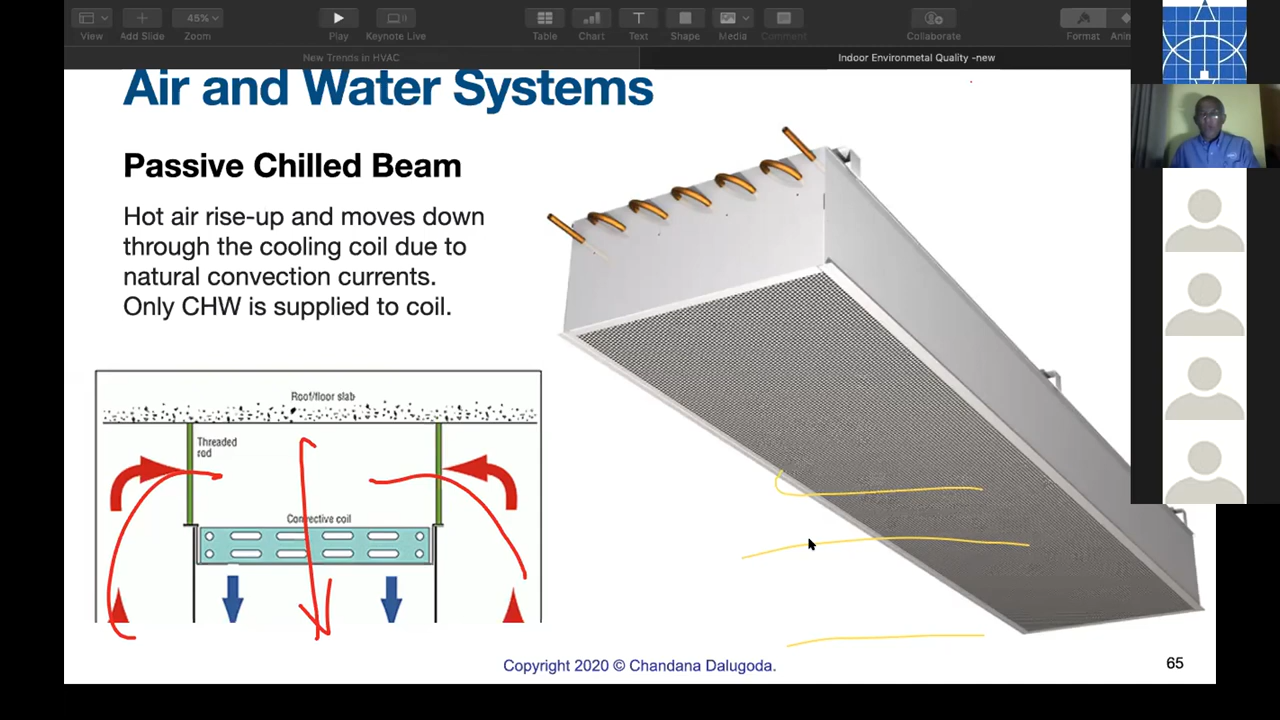 View
Add Slide
45%
Zoom
Play
Keynote Live
Table
Chart
Text
Shape
Media
Comment
Collaborate
Format
Anin
New Trends in HVAC
Indoor Environmetal Quality -new
Air and Water Systems
Passive Chilled Beam
Hot air rise-up and moves down
through the cooling coil due to
natural convection currents.
Only CHW is supplied to coil.
Roof/floor slab
Threaded
rod
Convective coil
Copyright 2020 © Chandana Dalugoda.
65